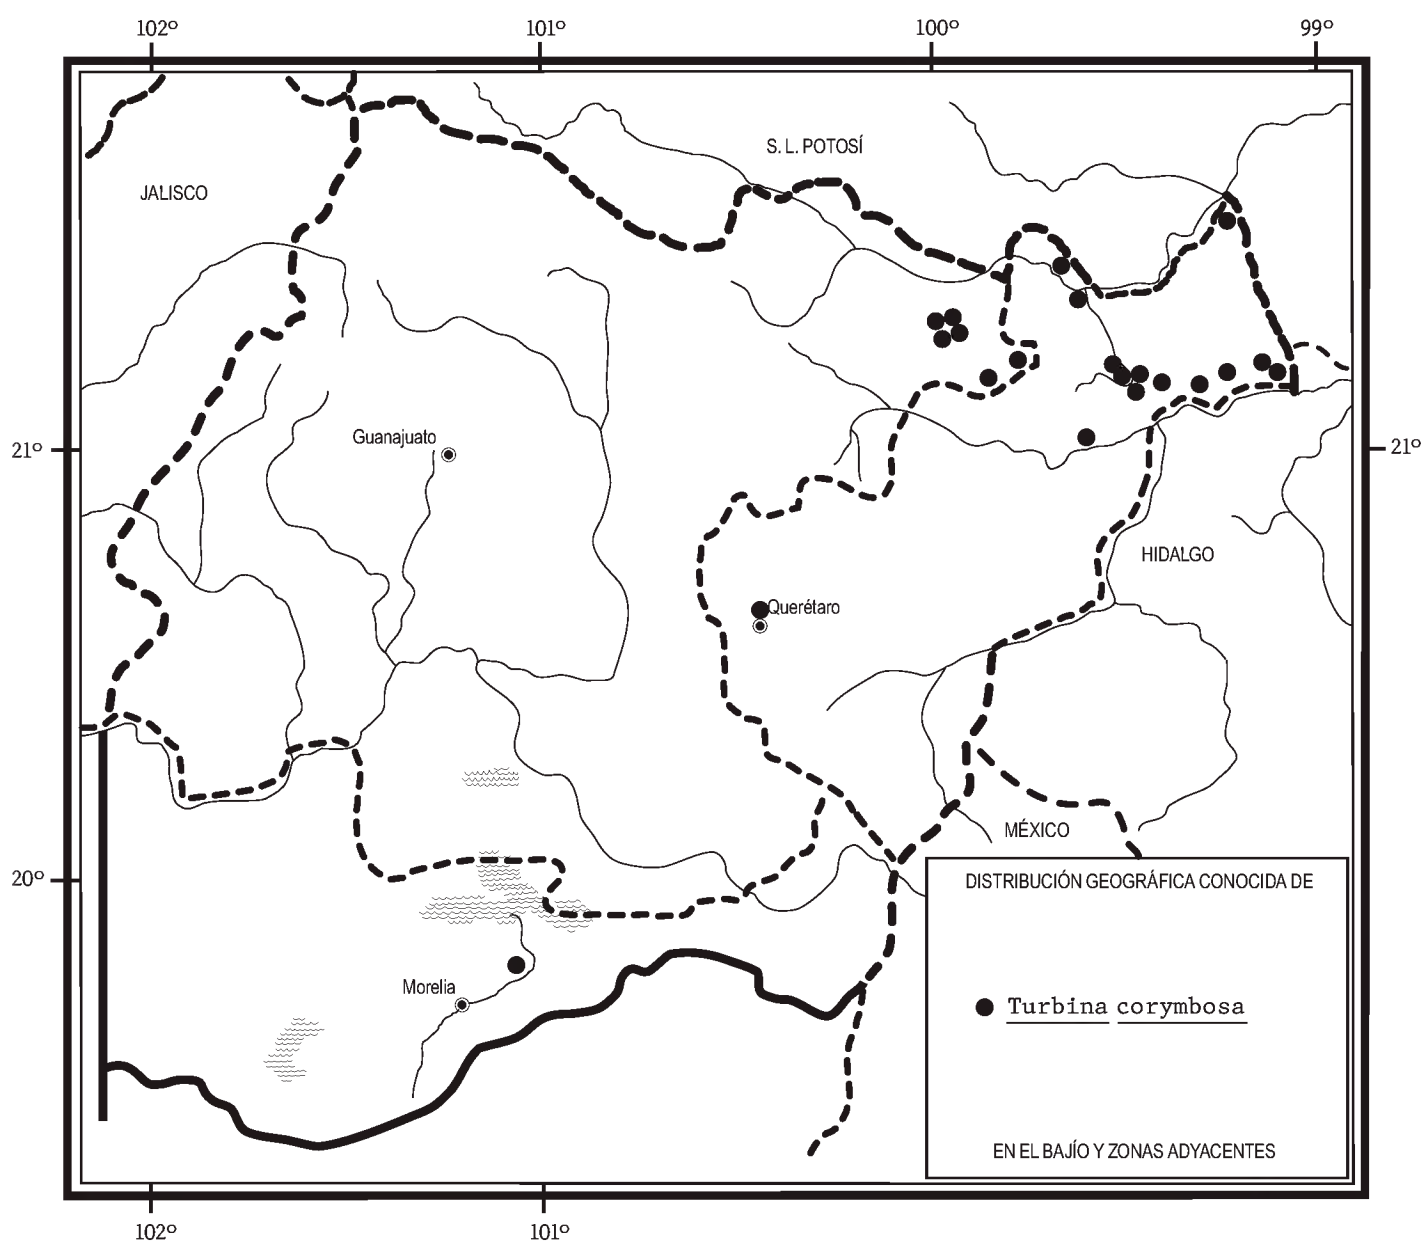 102º
101º
100º
99º
S. L. POTOSÍ
JALISCO
Guanajuato
21º
21º
HIDALGO
Querétaro
MÉXICO
20º
DISTRIBUCIÓN GEOGRÁFICA CONOCIDA DE
Morelia
Turbina corymbosa
EN EL BAJÍO Y ZONAS ADYACENTES
102º
101º